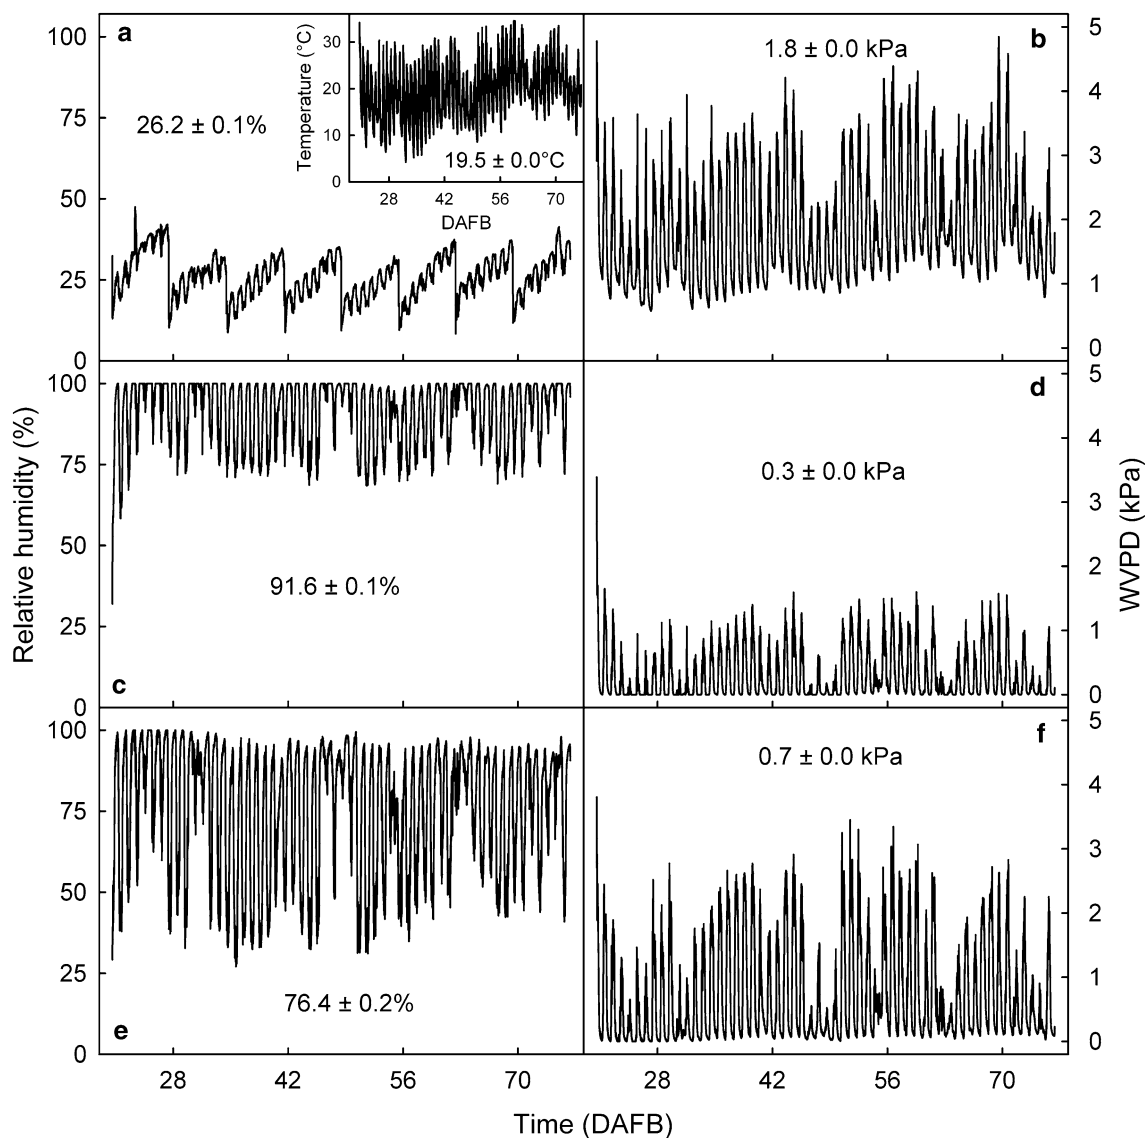 a
100
75
50
25
0
26.2 ± 0.1%
Temperature (°C)
30
20
10
0
19.5 ± 0.0°C
28 42 56 70
DAFB
b
1.8 ± 0.0 kPa
5
4
3
2
1
0
Relative humidity (%)
100
75
50
25
0
91.6 ± 0.1%
c
d
0.3 ± 0.0 kPa
5
4
3
2
1
0
WVPD (kPa)
100
75
50
25
0
76.4 ± 0.2%
e
f
0.7 ± 0.0 kPa
5
4
3
2
1
0
28 42 56 70 28 42 56 70
Time (DAFB)